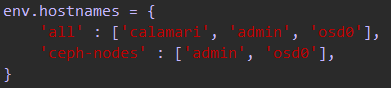 env.hostnames = {
    'all' : ['calamari', 'admin', 'osd0'],
    'ceph-nodes' : ['admin', 'osd0'],
}